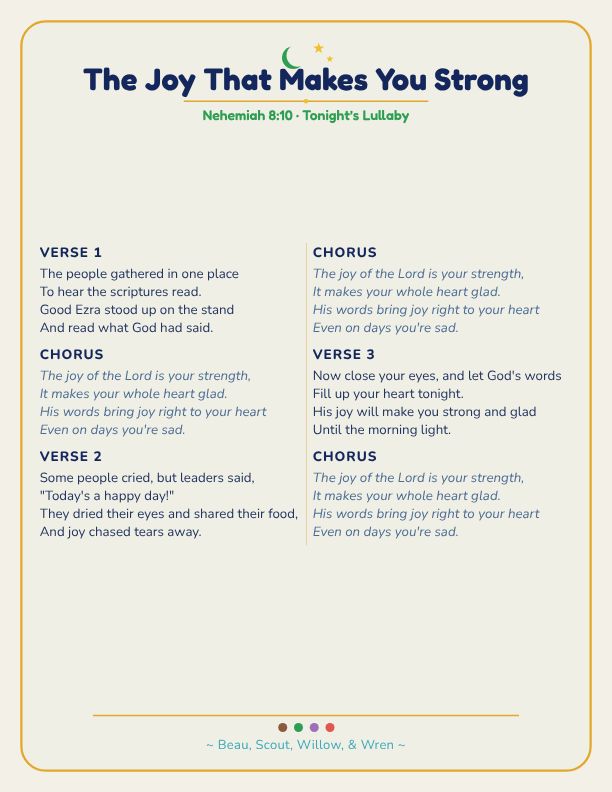 The Joy That Makes You Strong
Nehemiah 8:10 · Tonight's Lullaby
VERSE 1
The people gathered in one place
To hear the scriptures read.
Good Ezra stood up on the stand
And read what God had said.
CHORUS
The joy of the Lord is your strength,
It makes your whole heart glad.
His words bring joy right to your heart
Even on days you're sad.
VERSE 2
Some people cried, but leaders said,
"Today's a happy day!"
They dried their eyes and shared their food,
And joy chased tears away.
CHORUS
The joy of the Lord is your strength,
It makes your whole heart glad.
His words bring joy right to your heart
Even on days you're sad.
VERSE 3
Now close your eyes, and let God's words
Fill up your heart tonight.
His joy will make you strong and glad
Until the morning light.
CHORUS
The joy of the Lord is your strength,
It makes your whole heart glad.
His words bring joy right to your heart
Even on days you're sad.
~ Beau, Scout, Willow, & Wren ~